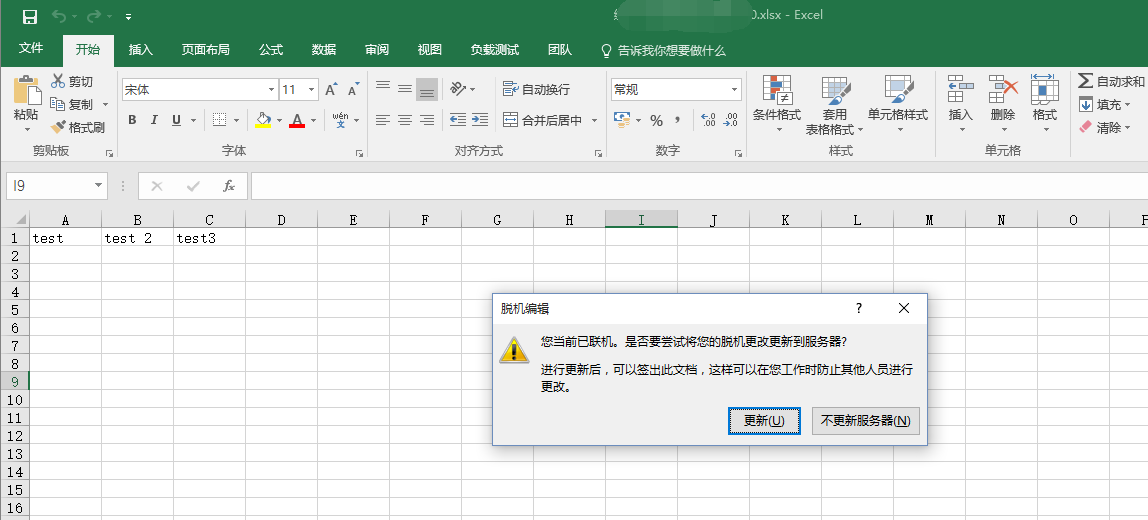 0.xlsx - Excel
文件 开始 插入 页面布局 公式 数据 审阅 视图 负载测试 团队 告诉我你想要做什么
剪切
复制
格式刷
粘贴
剪贴板
宋体 11 A A
B I U A wén 文
字体
自动换行
合并后居中
对齐方式
常规
% , .00 .00
数字
条件格式 套用 表格格式 单元格样式
样式
插入 删除 格式
单元格
自动求和
填充
清除
I9 fx
A B C D E F G H I J K L M N O
1 test test 2 test3
2
3
4
5
6
7
8
9
10
11
12
13
14
15
16
脱机编辑 ?
您当前已联机。是否要尝试将您的脱机更改更新到服务器?
进行更新后，可以签出此文档，这样可以在您工作时防止其他人员进行
更改。
更新(U) 不更新服务器(N)